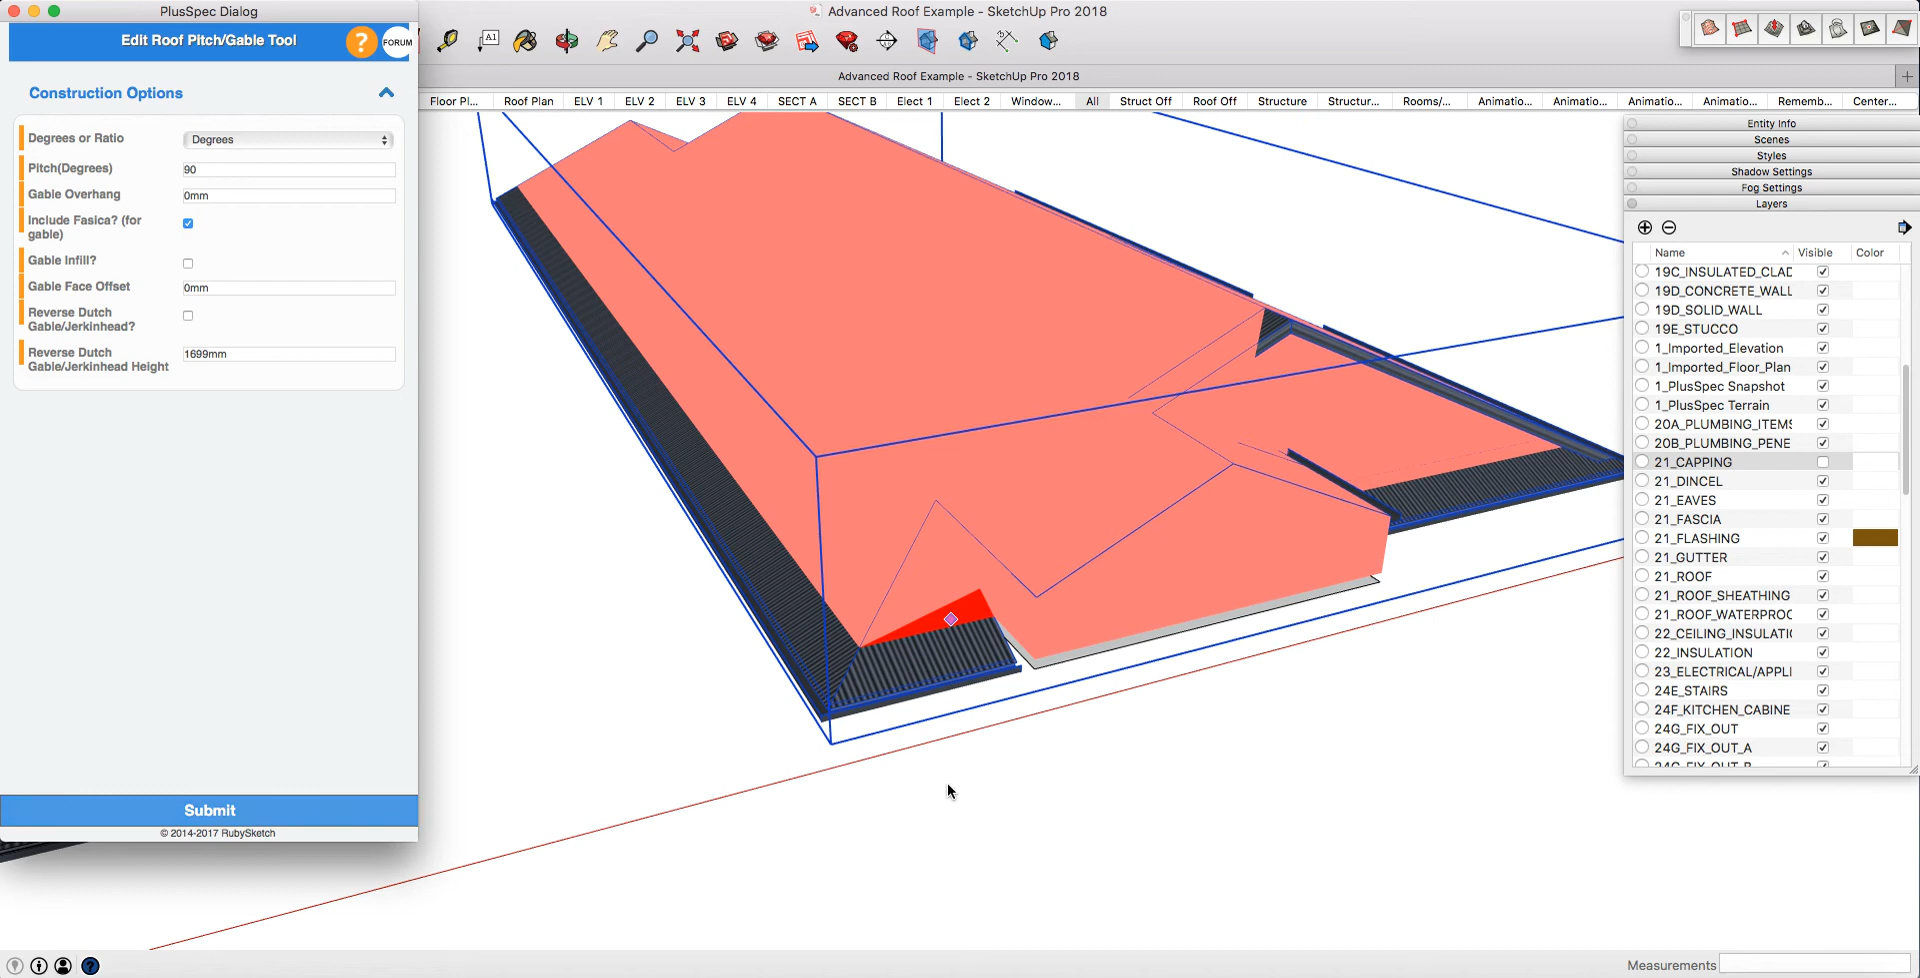 PlusSpec Dialog
Advanced Roof Example - SketchUp Pro 2018
Edit Roof Pitch/Gable Tool
?
FORUM
A1
Advanced Roof Example - SketchUp Pro 2018
Construction Options
Floor Pl...
Roof Plan
ELV 1
ELV 2
ELV 3
ELV 4
SECT A
SECT B
Elect 1
Elect 2
Window...
All
Struct Off
Roof Off
Structure
Structur...
Rooms/...
Animatio...
Animatio...
Animatio...
Animatio...
Rememb...
Center...
Degrees or Ratio
Degrees
Pitch(Degrees)
90
Gable Overhang
0mm
Include Fasica? (for
gable)
Gable Infill?
Gable Face Offset
0mm
Reverse Dutch
Gable/Jerkinhead?
Reverse Dutch
Gable/Jerkinhead Height
1699mm
Submit
© 2014-2017 RubySketch
Entity Info
Scenes
Styles
Shadow Settings
Fog Settings
Layers
Name
Visible
Color
19C_INSULATED_CLAD
19D_CONCRETE_WALL
19D_SOLID_WALL
19E_STUCCO
1_Imported_Elevation
1_Imported_Floor_Plan
1_PlusSpec Snapshot
1_PlusSpec Terrain
20A_PLUMBING_ITEMS
20B_PLUMBING_PENE
21_CAPPING
21_DINCEL
21_EAVES
21_FASCIA
21_FLASHING
21_GUTTER
21_ROOF
21_ROOF_SHEATHING
21_ROOF_WATERPROO
22_CEILING_INSULATI
22_INSULATION
23_ELECTRICAL/APPLI
24E_STAIRS
24F_KITCHEN_CABINE
24G_FIX_OUT
24G_FIX_OUT_A
24G_FIX_OUT_B
?
Measurements